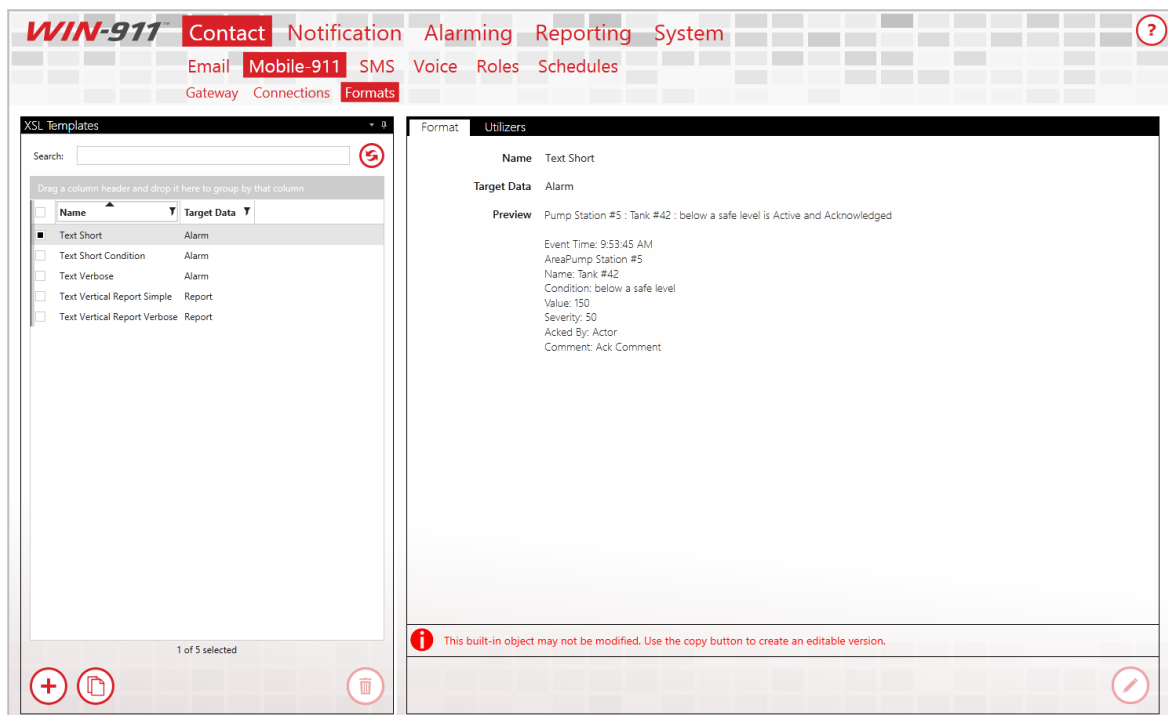 WIN-911™ Contact Notification Alarming Reporting System ?
Email Mobile-911 SMS Voice Roles Schedules
Gateway Connections Formats
XSL Templates
Search:
Drag a column header and drop it here to group by that column
Name Target Data
Text Short Alarm
Text Short Condition Alarm
Text Verbose Alarm
Text Vertical Report Simple Report
Text Vertical Report Verbose Report
1 of 5 selected
Format Utilizers
Name Text Short
Target Data Alarm
Preview Pump Station #5 : Tank #42 : below a safe level is Active and Acknowledged
Event Time: 9:53:45 AM
AreaPump Station #5
Name: Tank #42
Condition: below a safe level
Value: 150
Severity: 50
Acked By: Actor
Comment: Ack Comment
This built-in object may not be modified. Use the copy button to create an editable version.